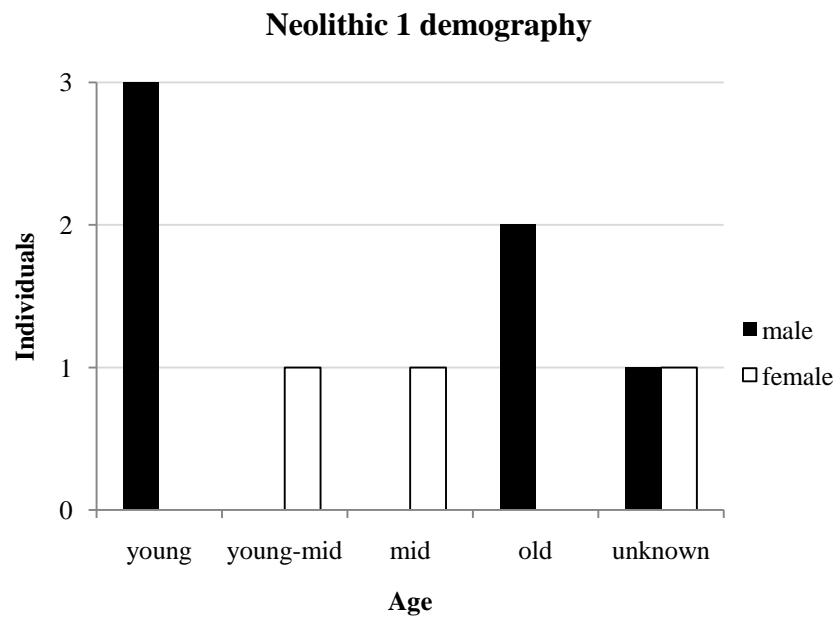 Neolithic 1 demography
3
2
1
0
Individuals
young young-mid mid old unknown
Age
male
female